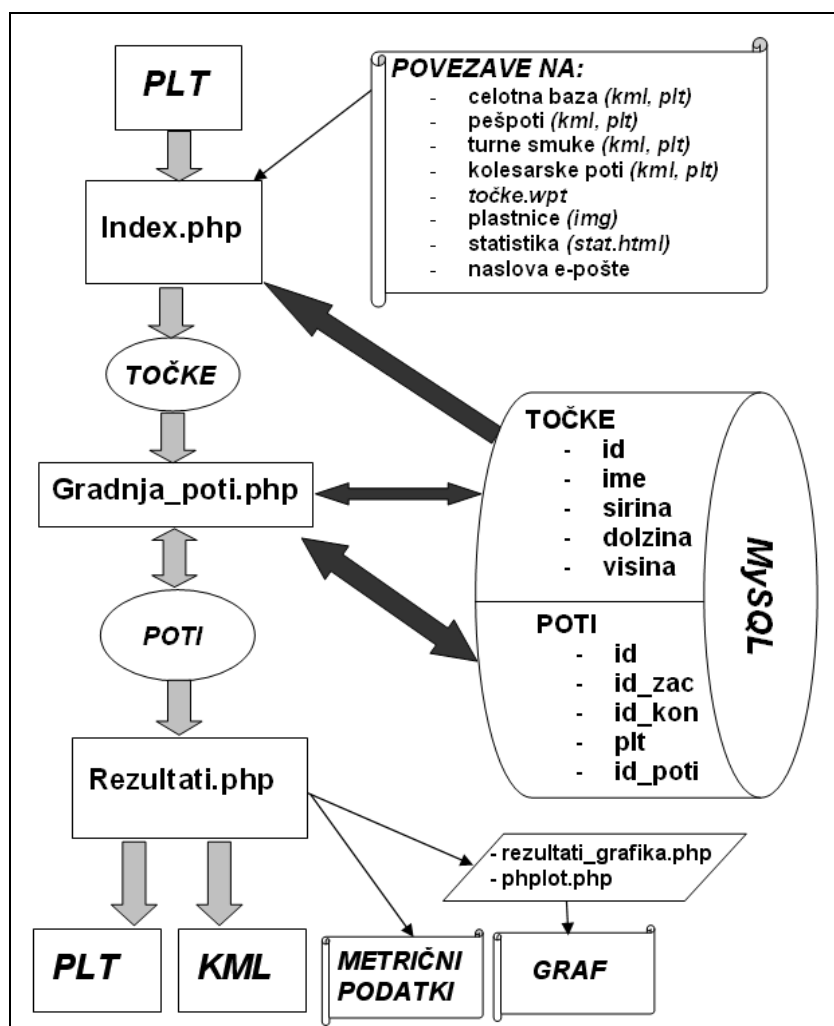 PLT
POVEZAVE NA:
- celotna baza (kml, plt)
- pešpoti (kml, plt)
- turne smuke (kml, plt)
- kolesarske poti (kml, plt)
- točke.wpt
- plastnice (img)
- statistika (stat.html)
- naslova e-pošte
Index.php
TOČKE
Gradnja_poti.php
POTI
Rezultati.php
TOČKE
- id
- ime
- sirina
- dolzina
- visina
POTI
- id
- id_zac
- id_kon
- plt
- id_poti
MySQL
- rezultati_grafika.php
- phplot.php
PLT
KML
METRIČNI
PODATKI
GRAF